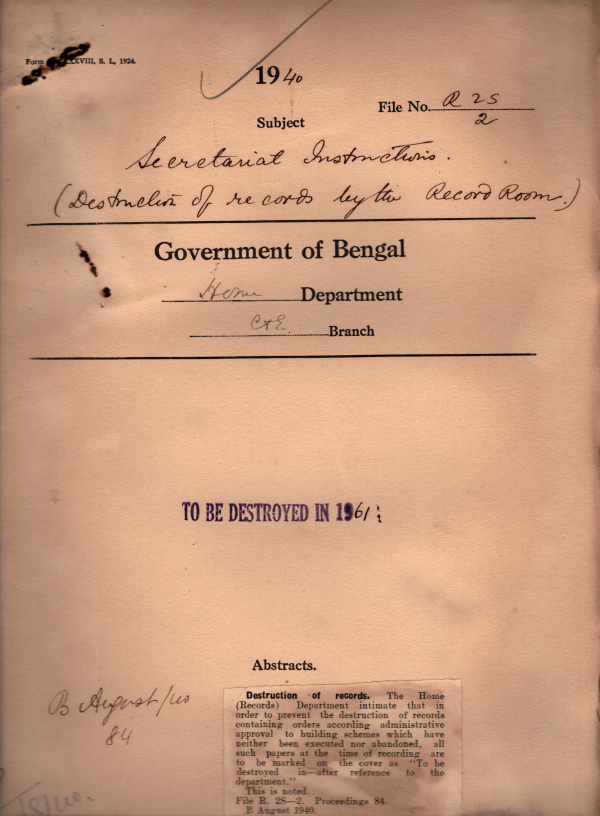 XXVIII, S. L, 1924.
1940
File No. R 2S
2
Subject
Secretariat Instructions.
(Destruction of records by the Record Room.)
Government of Bengal
Home Department
C&E. Branch
TO BE DESTROYED IN 1961
Abstracts.
B August/40
84
Destruction of records. The Home
(Records) Department intimate that in
order to prevent the destruction of records
containing orders according administrative
approval to building schemes which have
neither been executed nor abandoned, all
such papers at the time of recording are
to be marked on the cover as "To be
destroyed in—after reference to the
department."
This is noted.
File R. 2S—2. Proceedings 84.
B August 1940.